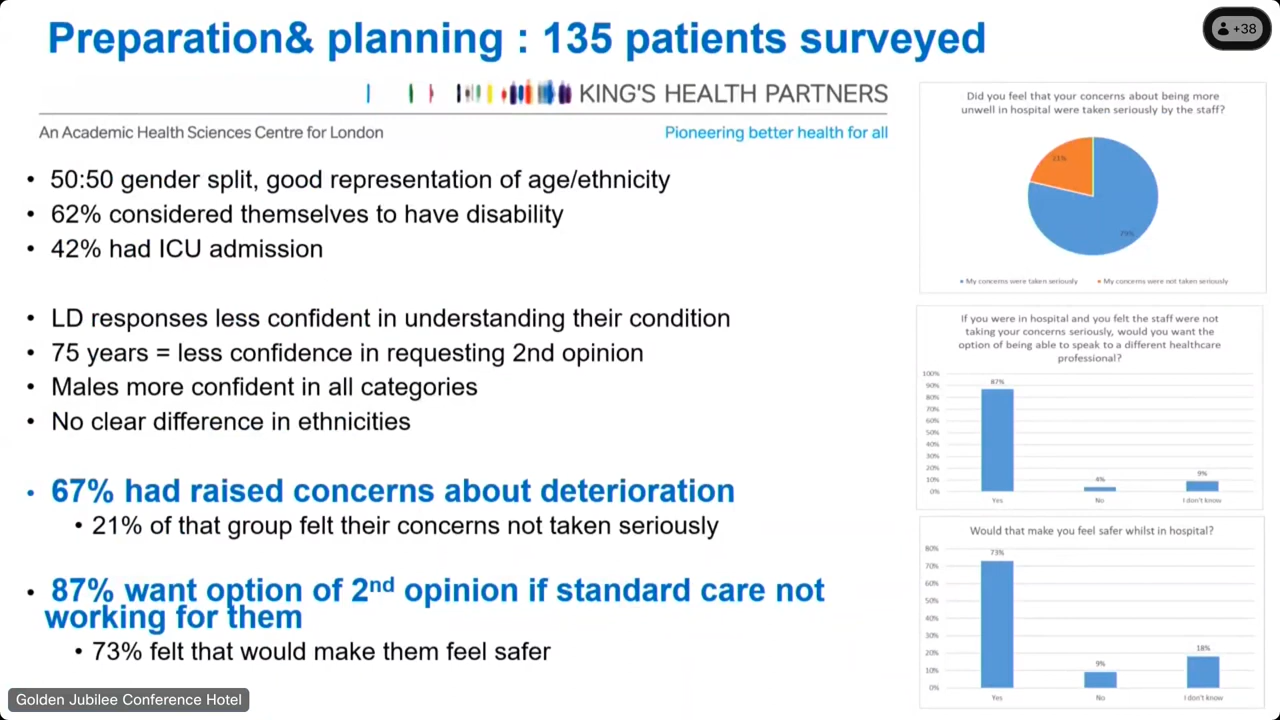 Preparation& planning : 135 patients surveyed
+38
KING'S HEALTH PARTNERS
An Academic Health Sciences Centre for London
Pioneering better health for all
• 50:50 gender split, good representation of age/ethnicity
• 62% considered themselves to have disability
• 42% had ICU admission
• LD responses less confident in understanding their condition
• 75 years = less confidence in requesting 2nd opinion
• Males more confident in all categories
• No clear difference in ethnicities
• 67% had raised concerns about deterioration
• 21% of that group felt their concerns not taken seriously
• 87% want option of 2nd opinion if standard care not
working for them
• 73% felt that would make them feel safer
Golden Jubilee Conference Hotel
Did you feel that your concerns about being more
unwell in hospital were taken seriously by the staff?
21%
79%
My concerns were taken seriously
My concerns were not taken seriously
If you were in hospital and you felt the staff were not
taking your concerns seriously, would you want the
option of being able to speak to a different healthcare
professional?
100%
90%
80%
70%
60%
50%
40%
30%
20%
10%
0%
87%
4%
9%
Yes
No
I don't know
Would that make you feel safer whilst in hospital?
80%
70%
60%
50%
40%
30%
20%
10%
0%
73%
9%
18%
Yes
No
I don't know